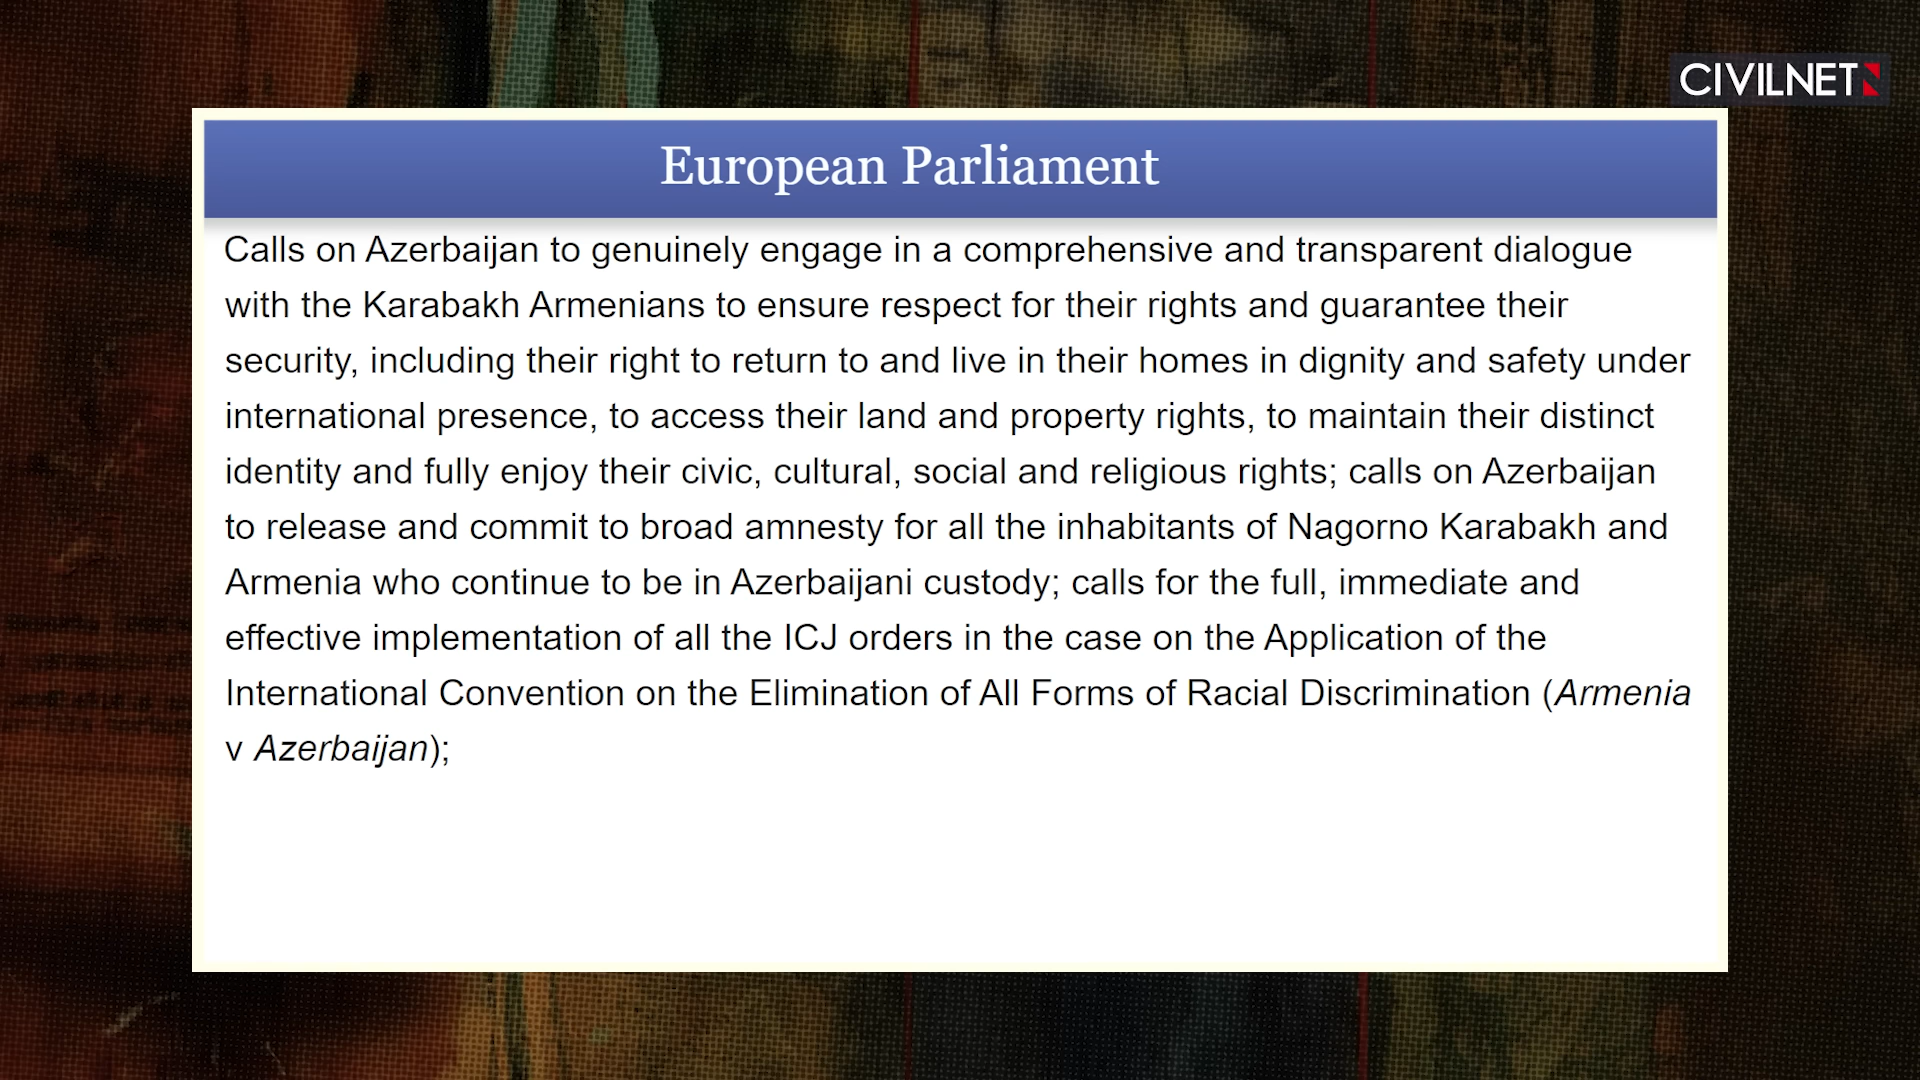 CIVILNET
European Parliament
Calls on Azerbaijan to genuinely engage in a comprehensive and transparent dialogue
with the Karabakh Armenians to ensure respect for their rights and guarantee their
security, including their right to return to and live in their homes in dignity and safety under
international presence, to access their land and property rights, to maintain their distinct
identity and fully enjoy their civic, cultural, social and religious rights; calls on Azerbaijan
to release and commit to broad amnesty for all the inhabitants of Nagorno Karabakh and
Armenia who continue to be in Azerbaijani custody; calls for the full, immediate and
effective implementation of all the ICJ orders in the case on the Application of the
International Convention on the Elimination of All Forms of Racial Discrimination (Armenia
v Azerbaijan);